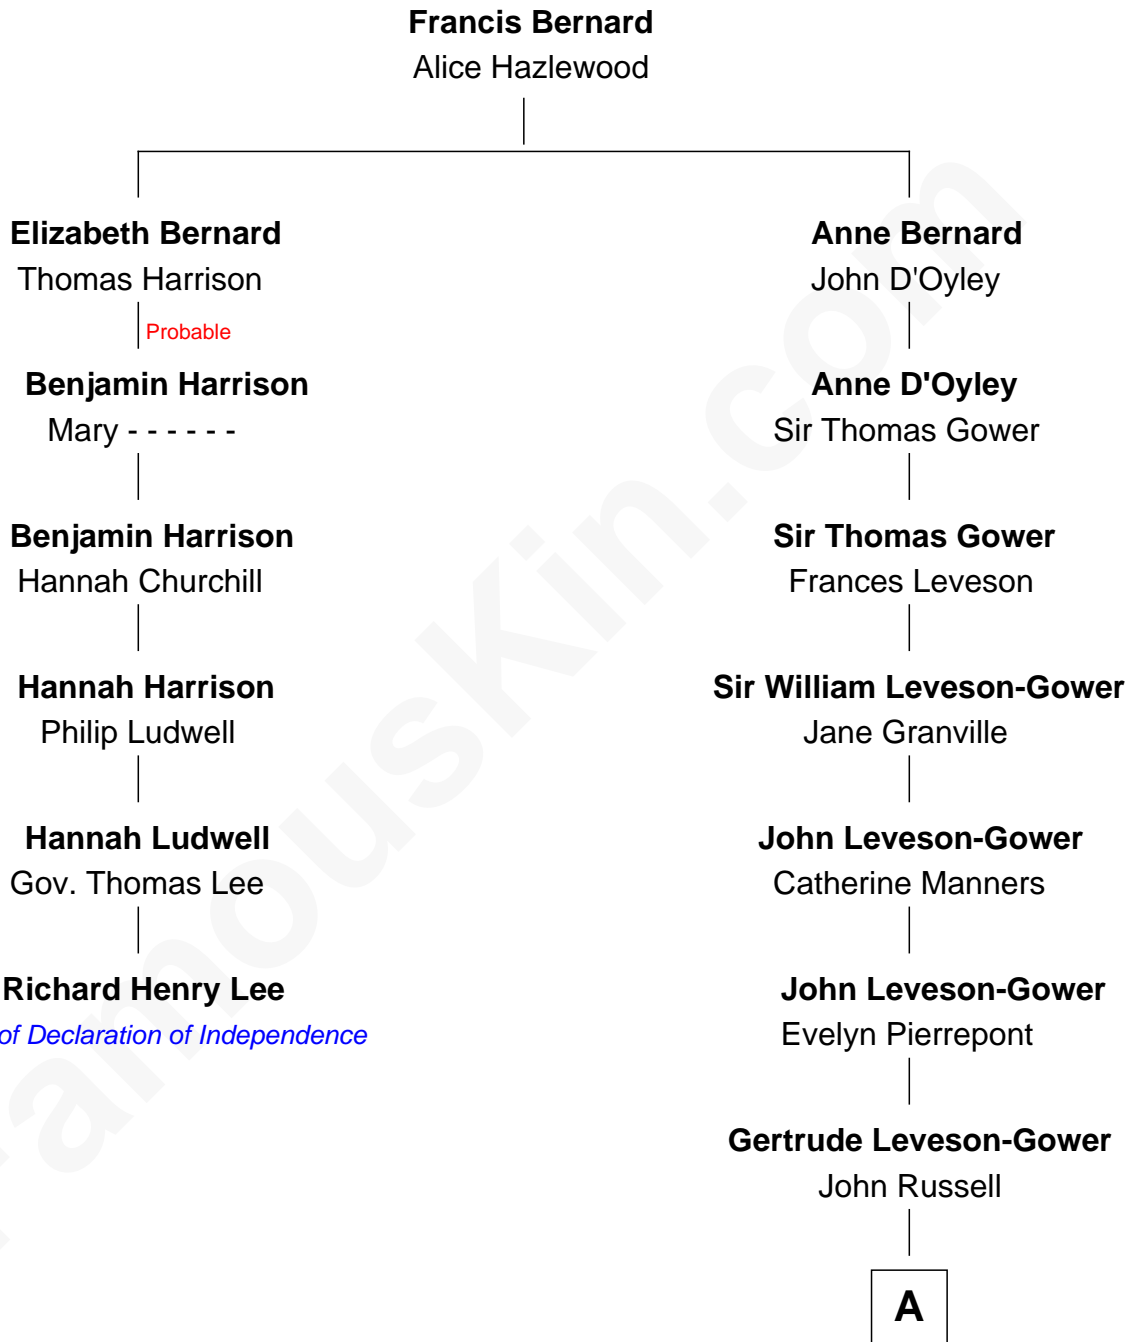 Francis Bernard
Alice Hazlewood
Elizabeth Bernard
Thomas Harrison
Probable
Benjamin Harrison
Mary - - - - - -
Benjamin Harrison
Hannah Churchill
Hannah Harrison
Philip Ludwell
Hannah Ludwell
Gov. Thomas Lee
Richard Henry Lee
of Declaration of Independence
Anne Bernard
John D'Oyley
Anne D'Oyley
Sir Thomas Gower
Sir Thomas Gower
Frances Leveson
Sir William Leveson-Gower
Jane Granville
John Leveson-Gower
Catherine Manners
John Leveson-Gower
Evelyn Pierrepont
Gertrude Leveson-Gower
John Russell
A
FamousKin.com